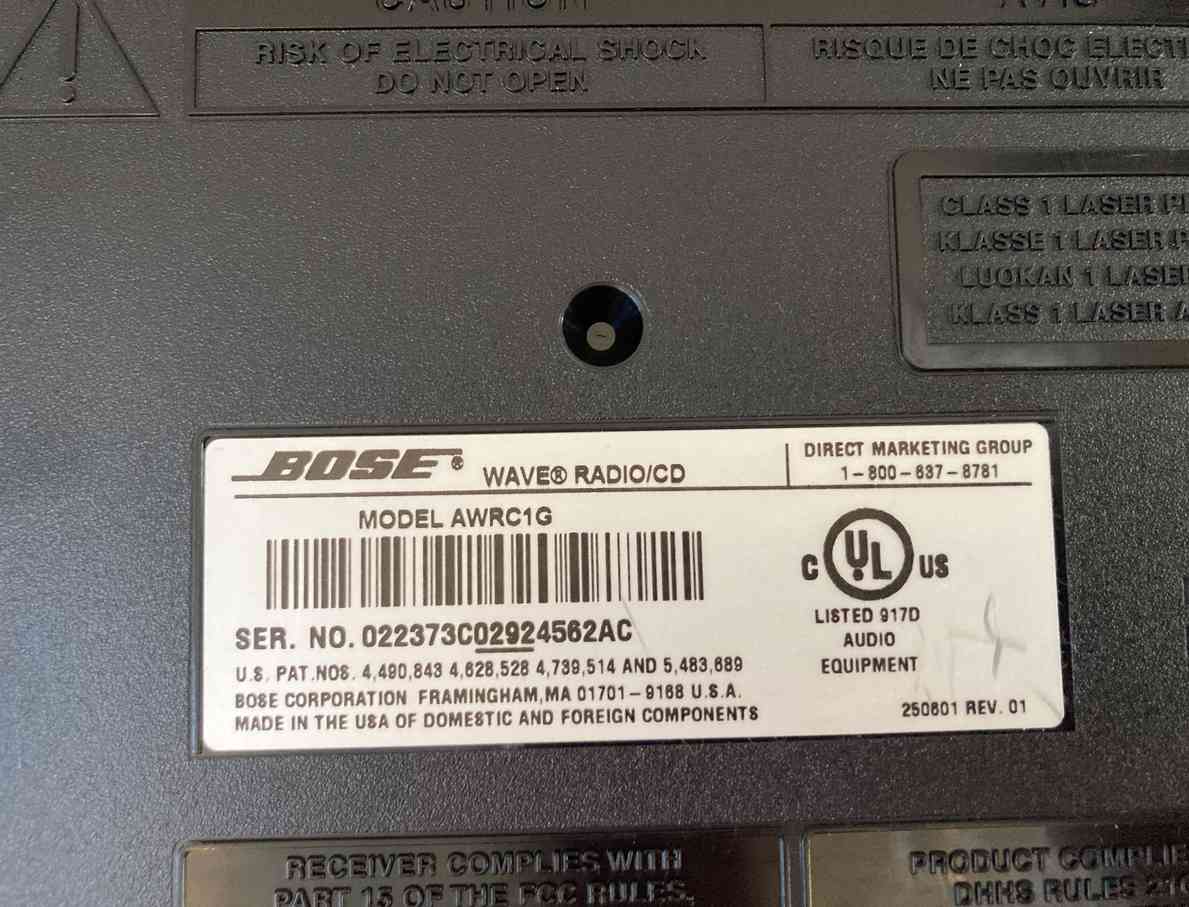 CAUTION
AVIS
RISK OF ELECTRICAL SHOCK
DO NOT OPEN
RISQUE DE CHOC ELECTI
NE PAS OUVRIR
CLASS 1 LASER P
KLASSE 1 LASER P
LUOKAN 1 LASER
KLASS 1 LASER A
BOSE® WAVE® RADIO/CD
DIRECT MARKETING GROUP
1-800-637-8781
MODEL AWRC1G
SER. NO. 022373C02924562AC
U.S. PAT.NOS. 4,490,843 4,628,528 4,739,514 AND 5,483,689
BOSE CORPORATION FRAMINGHAM,MA 01701-9168 U.S.A.
MADE IN THE USA OF DOMESTIC AND FOREIGN COMPONENTS
C UL US
LISTED 917D
AUDIO
EQUIPMENT
250601 REV. 01
RECEIVER COMPLIES WITH
PART 15 OF THE FCC RULES.
PRODUCT COMPLIE
DHHS RULES 21C